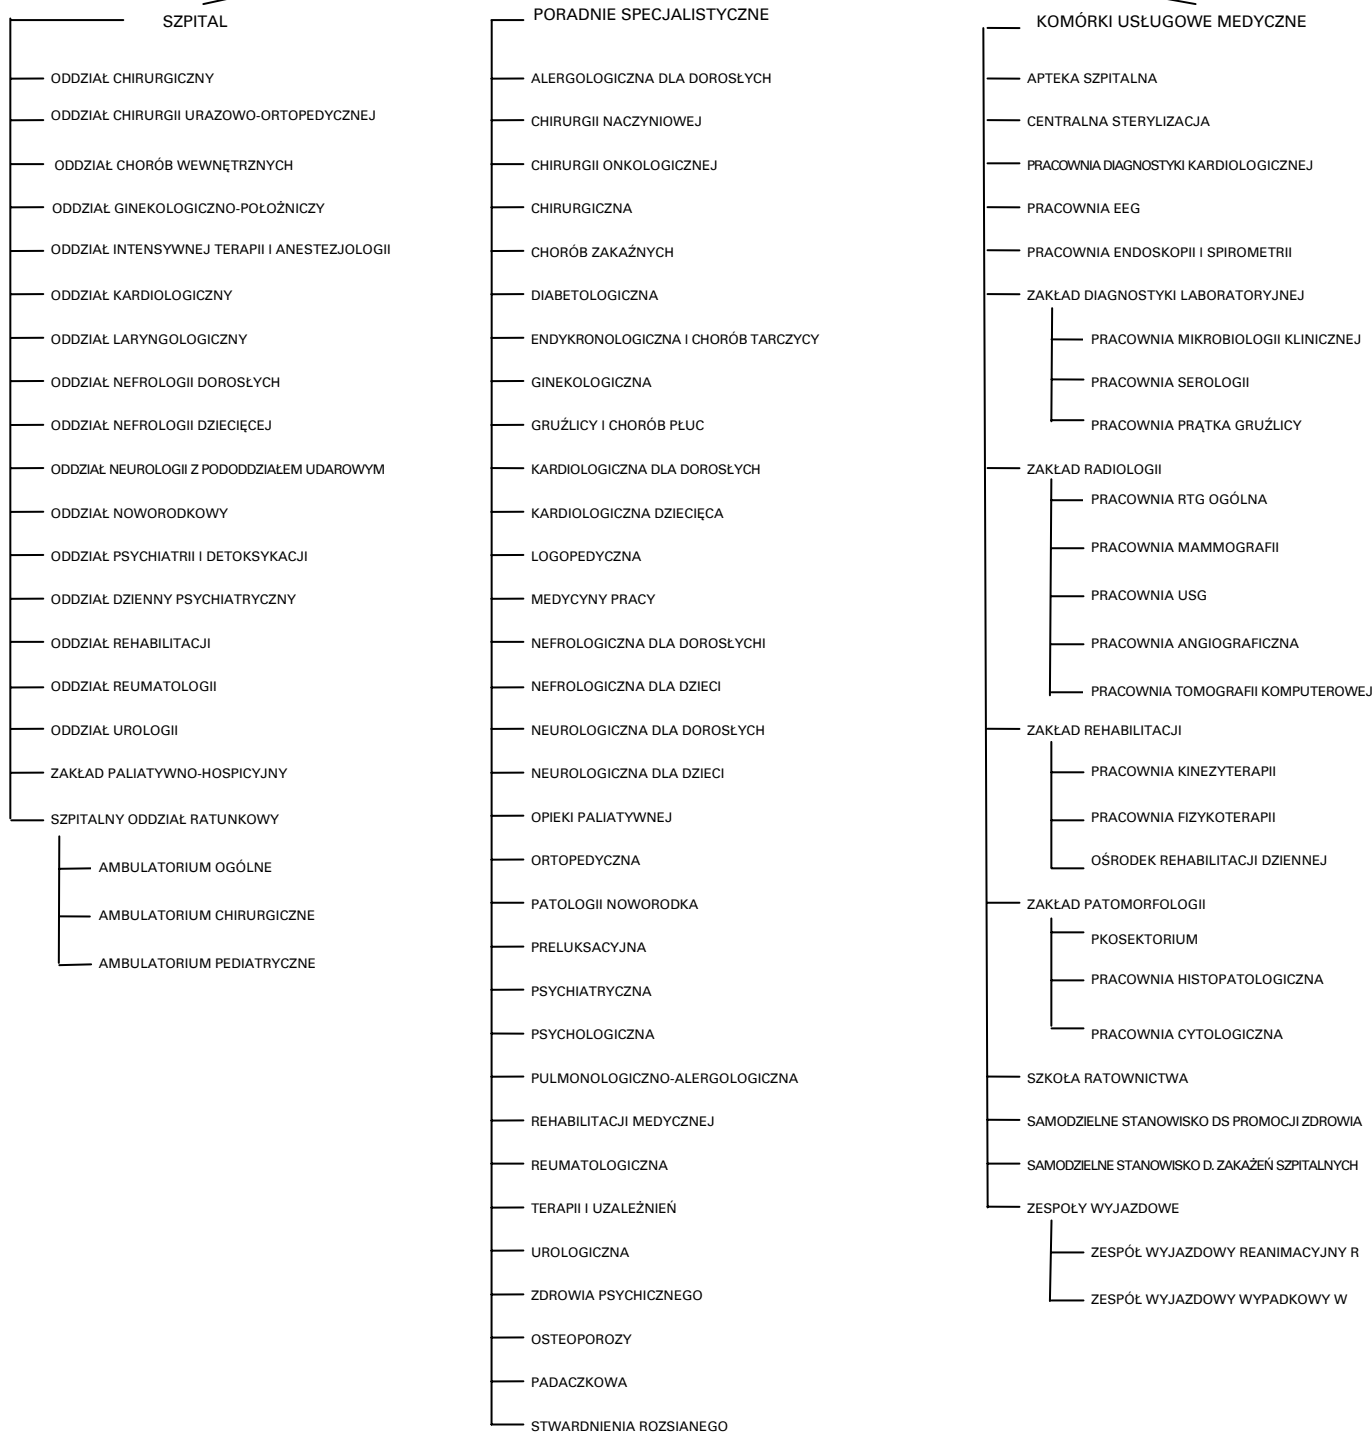 SZPITAL
ODDZIAŁ CHIRURGICZNY
ODDZIAŁ CHIRURGII URAZOWO-ORTOPEDYCZNEJ
ODDZIAŁ CHORÓB WEWNĘTRZNYCH
ODDZIAŁ GINEKOLOGICZNO-POŁOŻNICZY
ODDZIAŁ INTENSYWNEJ TERAPII I ANESTEZJOLOGII
ODDZIAŁ KARDIOLOGICZNY
ODDZIAŁ LARYNGOLOGICZNY
ODDZIAŁ NEFROLOGII DOROSŁYCH
ODDZIAŁ NEFROLOGII DZIECIĘCEJ
ODDZIAŁ NEUROLOGII Z PODODDZIAŁEM UDAROWYM
ODDZIAŁ NOWORODKOWY
ODDZIAŁ PSYCHIATRII I DETOKSYKACJI
ODDZIAŁ DZIENNY PSYCHIATRYCZNY
ODDZIAŁ REHABILITACJI
ODDZIAŁ REUMATOLOGII
ODDZIAŁ UROLOGII
ZAKŁAD PALIATYWNO-HOSPICYJNY
SZPITALNY ODDZIAŁ RATUNKOWY
AMBULATORIUM OGÓLNE
AMBULATORIUM CHIRURGICZNE
AMBULATORIUM PEDIATRYCZNE
PORADNIE SPECJALISTYCZNE
ALERGOLOGICZNA DLA DOROSŁYCH
CHIRURGII NACZYNIOWEJ
CHIRURGII ONKOLOGICZNEJ
CHIRURGICZNA
CHORÓB ZAKAŹNYCH
DIABETOLOGICZNA
ENDYKRONOLOGICZNA I CHORÓB TARCZYCY
GINEKOLOGICZNA
GRUŹLICY I CHORÓB PŁUC
KARDIOLOGICZNA DLA DOROSŁYCH
KARDIOLOGICZNA DZIECIĘCA
LOGOPEDYCZNA
MEDYCYNY PRACY
NEFROLOGICZNA DLA DOROSŁYCHI
NEFROLOGICZNA DLA DZIECI
NEUROLOGICZNA DLA DOROSŁYCH
NEUROLOGICZNA DLA DZIECI
OPIEKI PALIATYWNEJ
ORTOPEDYCZNA
PATOLOGII NOWORODKA
PRELUKSACYJNA
PSYCHIATRYCZNA
PSYCHOLOGICZNA
PULMONOLOGICZNO-ALERGOLOGICZNA
REHABILITACJI MEDYCZNEJ
REUMATOLOGICZNA
TERAPII I UZALEŻNIEŃ
UROLOGICZNA
ZDROWIA PSYCHICZNEGO
OSTEOPOROZY
PADACZKOWA
STWARDNIENIA ROZSIANEGO
KOMÓRKI USŁUGOWE MEDYCZNE
APTEKA SZPITALNA
CENTRALNA STERYLIZACJA
PRACOWNIA DIAGNOSTYKI KARDIOLOGICZNEJ
PRACOWNIA EEG
PRACOWNIA ENDOSKOPII I SPIROMETRII
ZAKŁAD DIAGNOSTYKI LABORATORYJNEJ
PRACOWNIA MIKROBIOLOGII KLINICZNEJ
PRACOWNIA SEROLOGII
PRACOWNIA PRĄTKA GRUŹLICY
ZAKŁAD RADIOLOGII
PRACOWNIA RTG OGÓLNA
PRACOWNIA MAMMOGRAFII
PRACOWNIA USG
PRACOWNIA ANGIOGRAFICZNA
PRACOWNIA TOMOGRAFII KOMPUTEROWEJ
ZAKŁAD REHABILITACJI
PRACOWNIA KINEZYTERAPII
PRACOWNIA FIZYKOTERAPII
OŚRODEK REHABILITACJI DZIENNEJ
ZAKŁAD PATOMORFOLOGII
PKOSEKTORIUM
PRACOWNIA HISTOPATOLOGICZNA
PRACOWNIA CYTOLOGICZNA
SZKOŁA RATOWNICTWA
SAMODZIELNE STANOWISKO DS PROMOCJI ZDROWIA
SAMODZIELNE STANOWISKO D. ZAKAŻEŃ SZPITALNYCH
ZESPOŁY WYJAZDOWE
ZESPÓŁ WYJAZDOWY REANIMACYJNY R
ZESPÓŁ WYJAZDOWY WYPADKOWY W